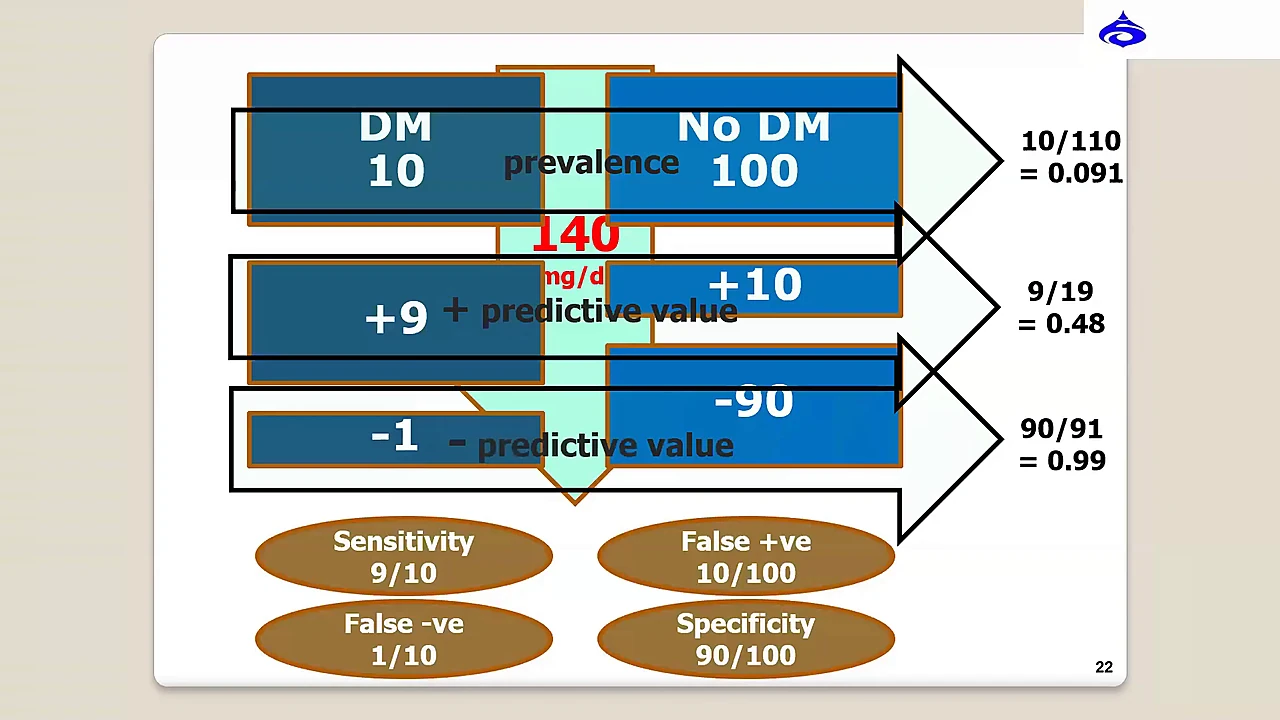 DM
10
prevalence
No DM
100
10/110
= 0.091
140
mg/d
+9
+ predictive value
+10
9/19
= 0.48
-1
- predictive value
-90
90/91
= 0.99
Sensitivity
9/10
False +ve
10/100
False -ve
1/10
Specificity
90/100
22